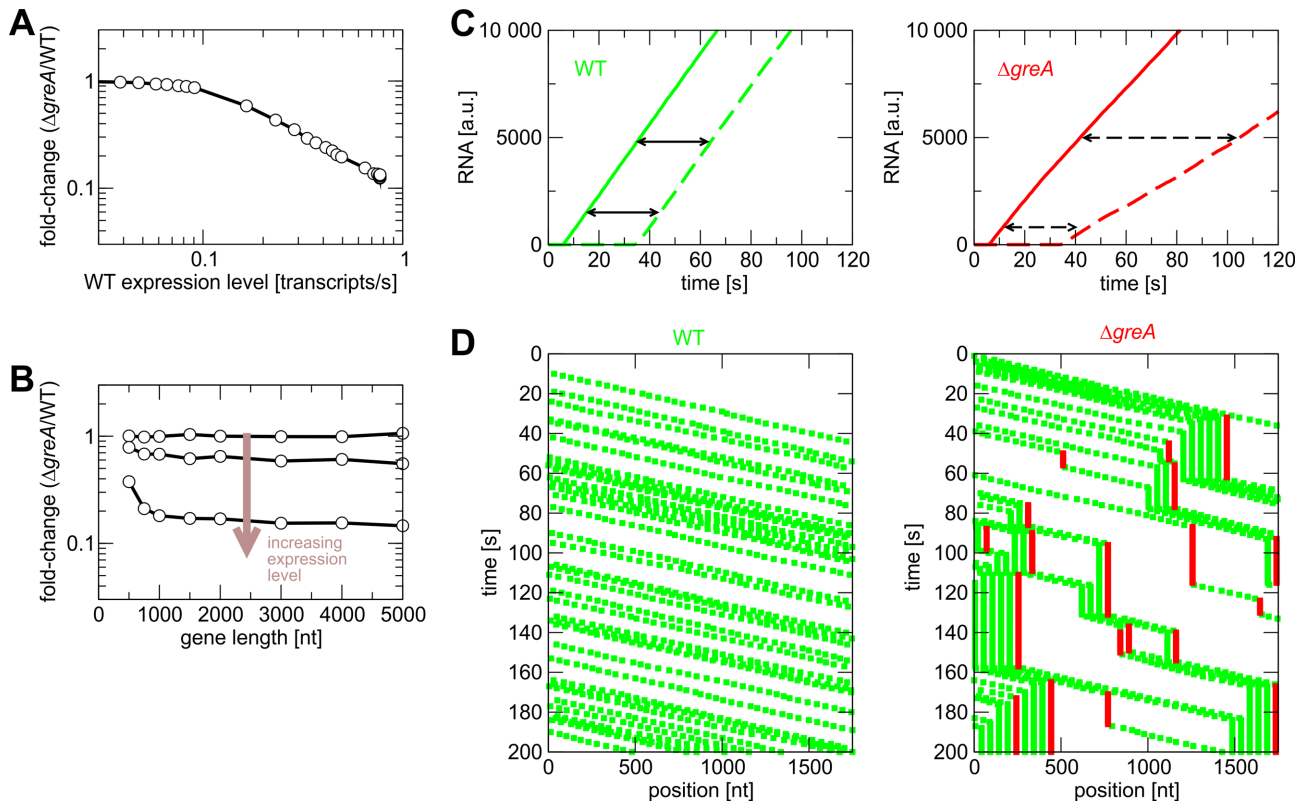 A
fold-change (ΔgreA/WT)
1
0.1
0.1
1
WT expression level [transcripts/s]
B
fold-change (ΔgreA/WT)
1
0.1
increasing
expression
level
0 1000 2000 3000 4000 5000
gene length [nt]
C
RNA [a.u.]
10 000
5000
0
WT
0 20 40 60 80 100 120
time [s]
RNA [a.u.]
10 000
5000
0
ΔgreA
0 20 40 60 80 100 120
time [s]
D
WT
time [s]
0
20
40
60
80
100
120
140
160
180
200
0 500 1000 1500
position [nt]
ΔgreA
time [s]
0
20
40
60
80
100
120
140
160
180
200
0 500 1000 1500
position [nt]